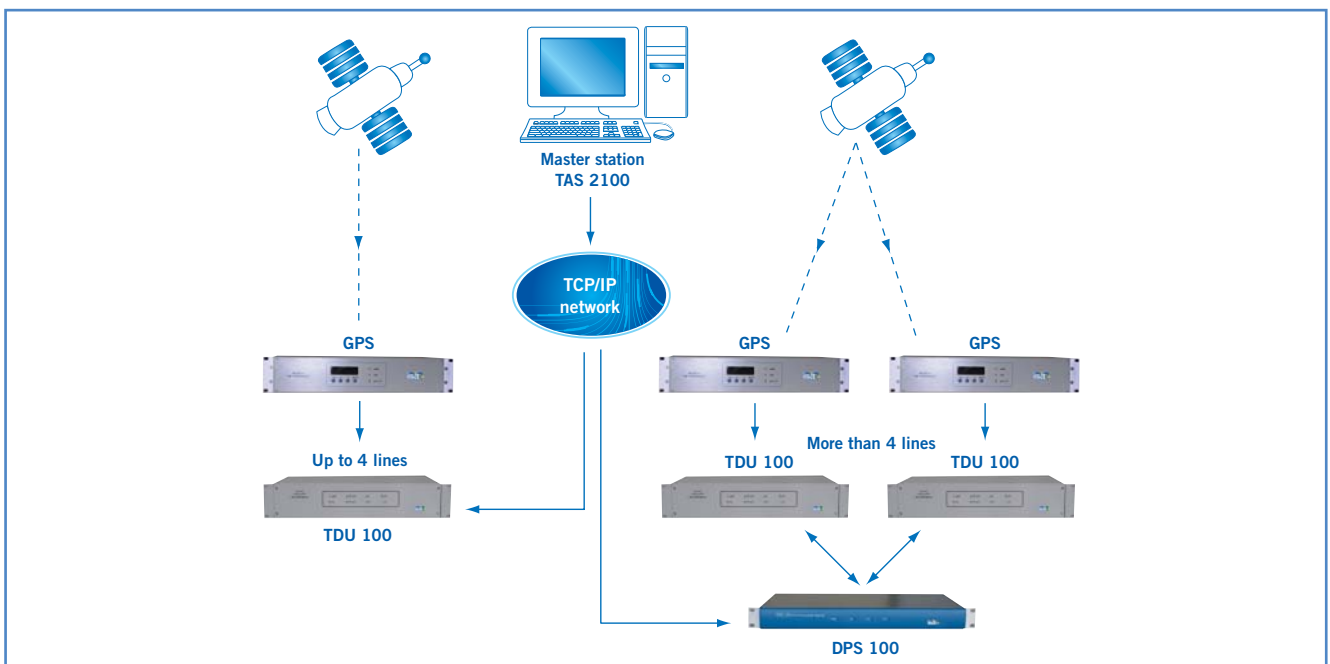 Master station
TAS 2100
TCP/IP
network
GPS
GPS
GPS
Up to 4 lines
TDU 100
More than 4 lines
TDU 100
TDU 100
DPS 100